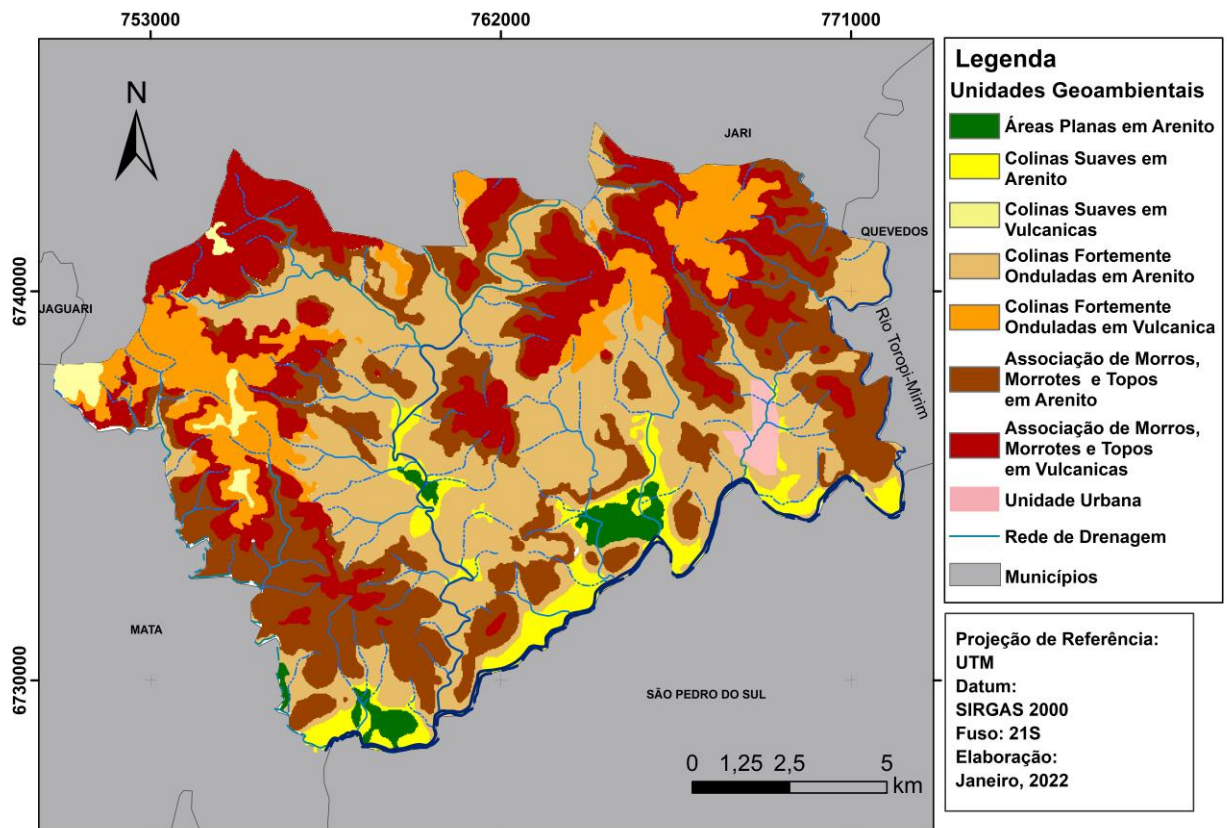 753000
762000
771000
6740000
6730000
N
JARI
QUEVEDOS
JAGUARI
Rio Toropi-Mirim
MATA
SÃO PEDRO DO SUL
0 1,25 2,5 5
km
Legenda
Unidades Geoambientais
Áreas Planas em Arenito
Colinas Suaves em
Arenito
Colinas Suaves em
Vulcanicas
Colinas Fortemente
Onduladas em Arenito
Colinas Fortemente
Onduladas em Vulcanica
Associação de Morros,
Morrotes e Topos
em Arenito
Associação de Morros,
Morrotes e Topos
em Vulcanicas
Unidade Urbana
Rede de Drenagem
Municípios
Projeção de Referência:
UTM
Datum:
SIRGAS 2000
Fuso: 21S
Elaboração:
Janeiro, 2022